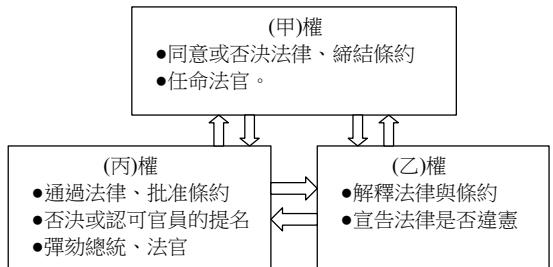 (甲)權
●同意或否決法律、締結條約
●任命法官。
(丙)權
●通過法律、批准條約
●否決或認可官員的提名
●彈劾總統、法官
(乙)權
●解釋法律與條約
●宣告法律是否違憲